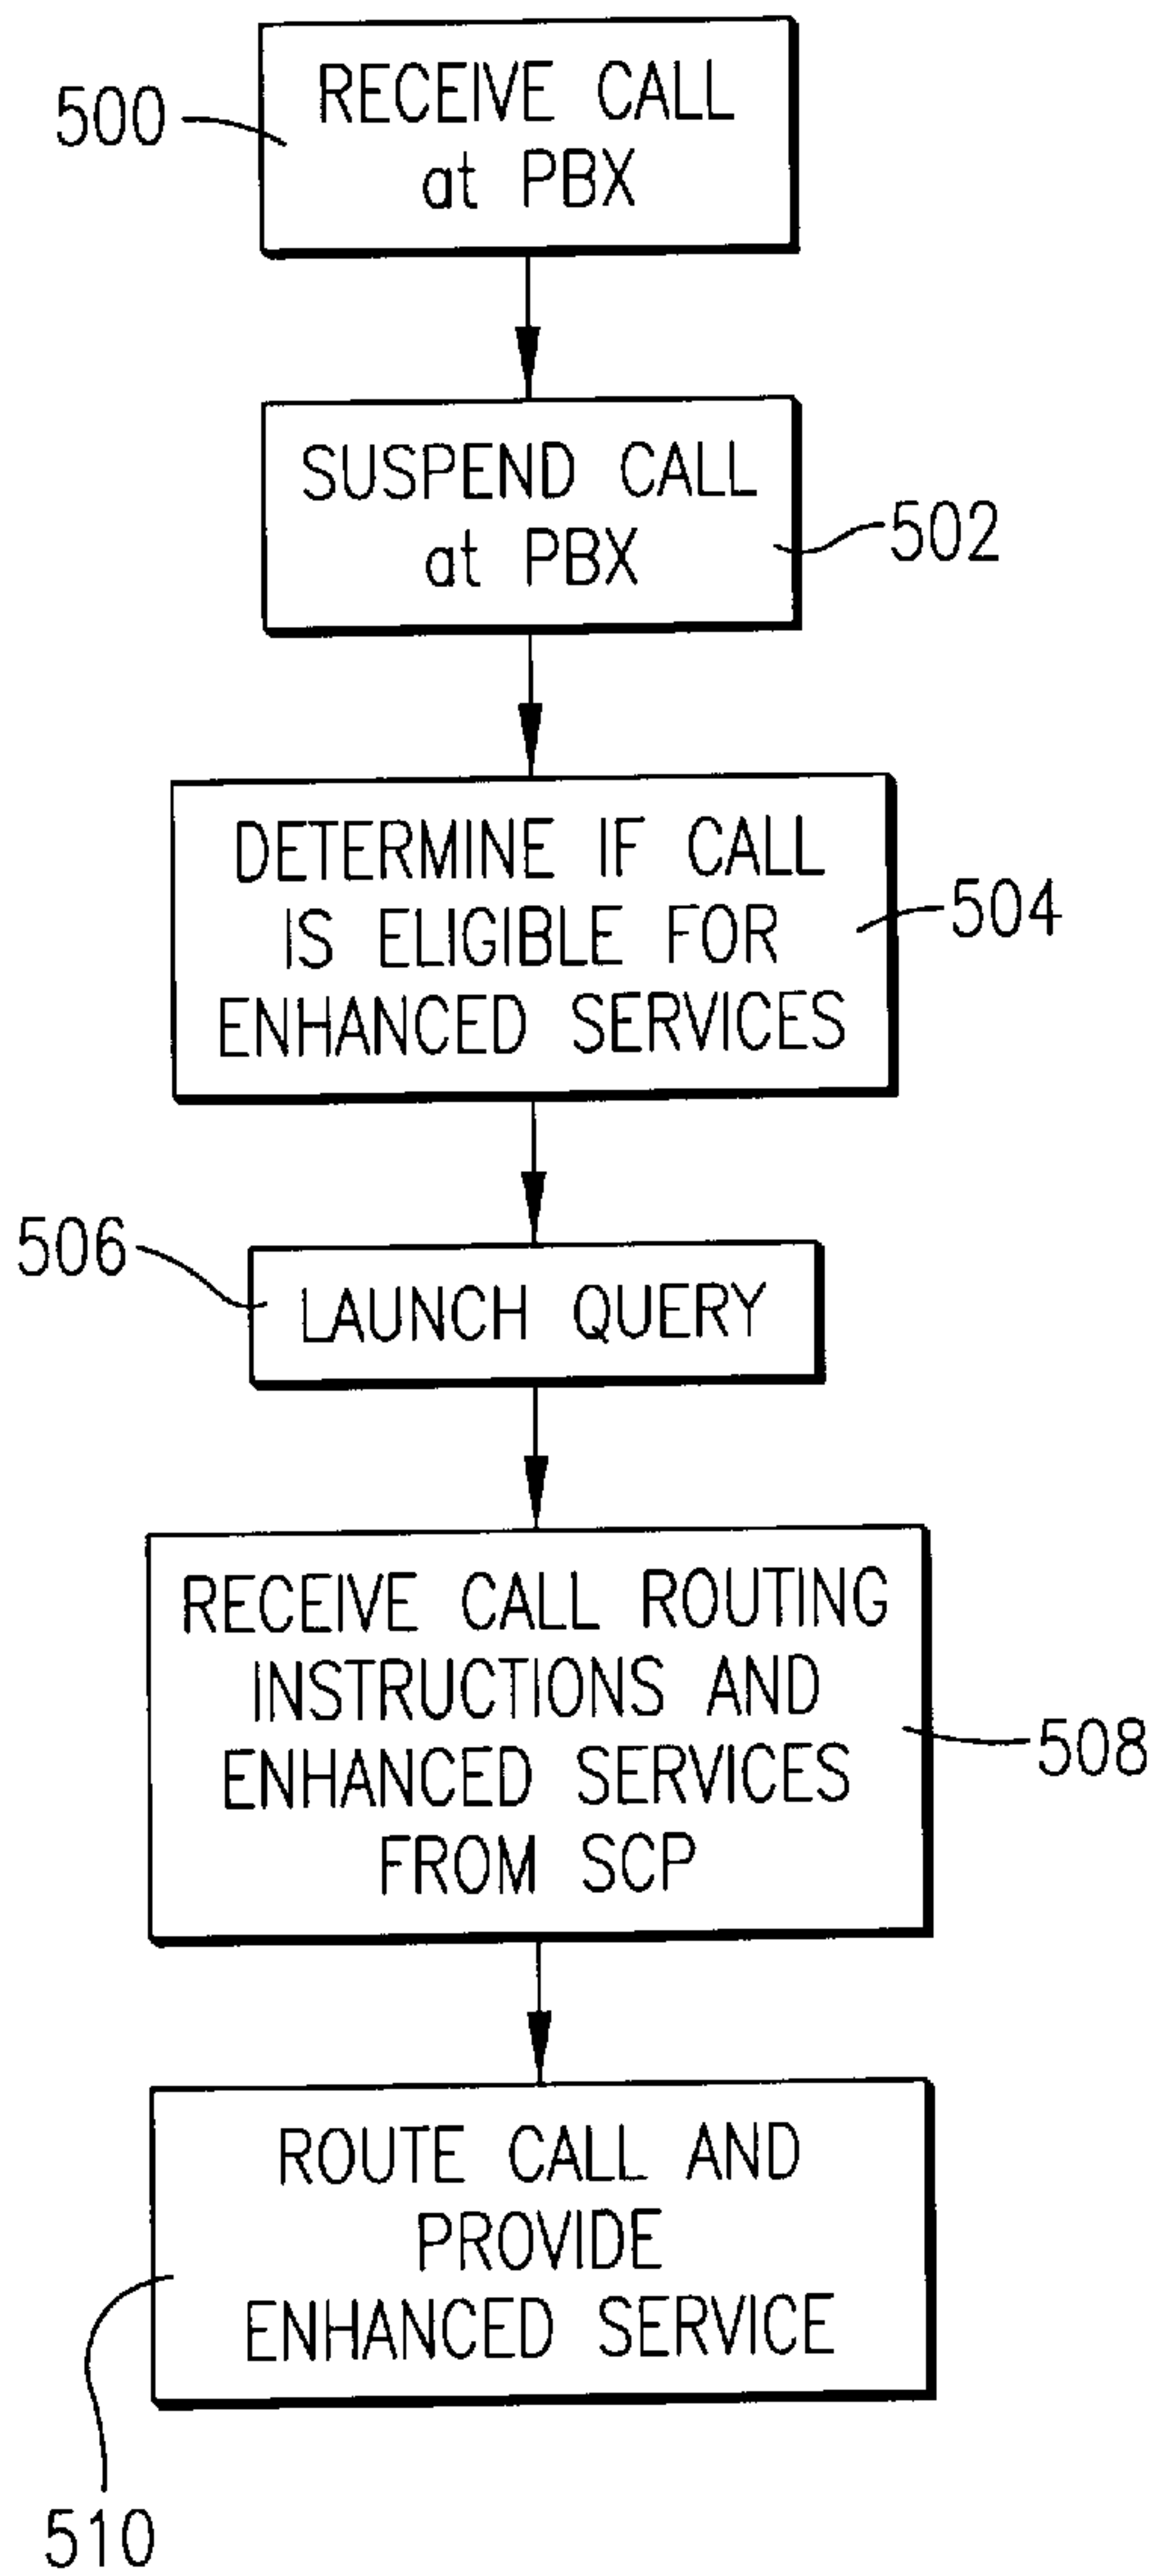 500
RECEIVE CALL
at PBX
SUSPEND CALL
at PBX
502
DETERMINE IF CALL
IS ELIGIBLE FOR
ENHANCED SERVICES
504
506
LAUNCH QUERY
RECEIVE CALL ROUTING
INSTRUCTIONS AND
ENHANCED SERVICES
FROM SCP
508
ROUTE CALL AND
PROVIDE
ENHANCED SERVICE
510